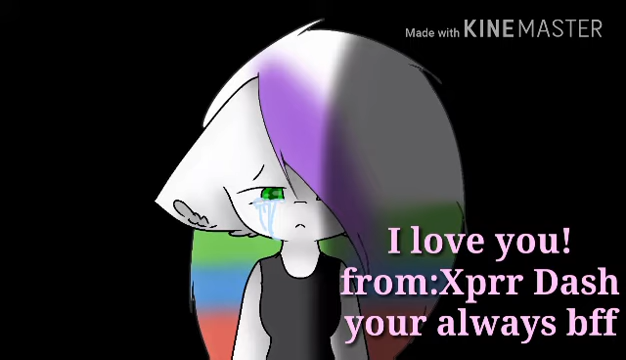 Made with KINEMASTER
I love you!
from:Xprr Dash
your always bff